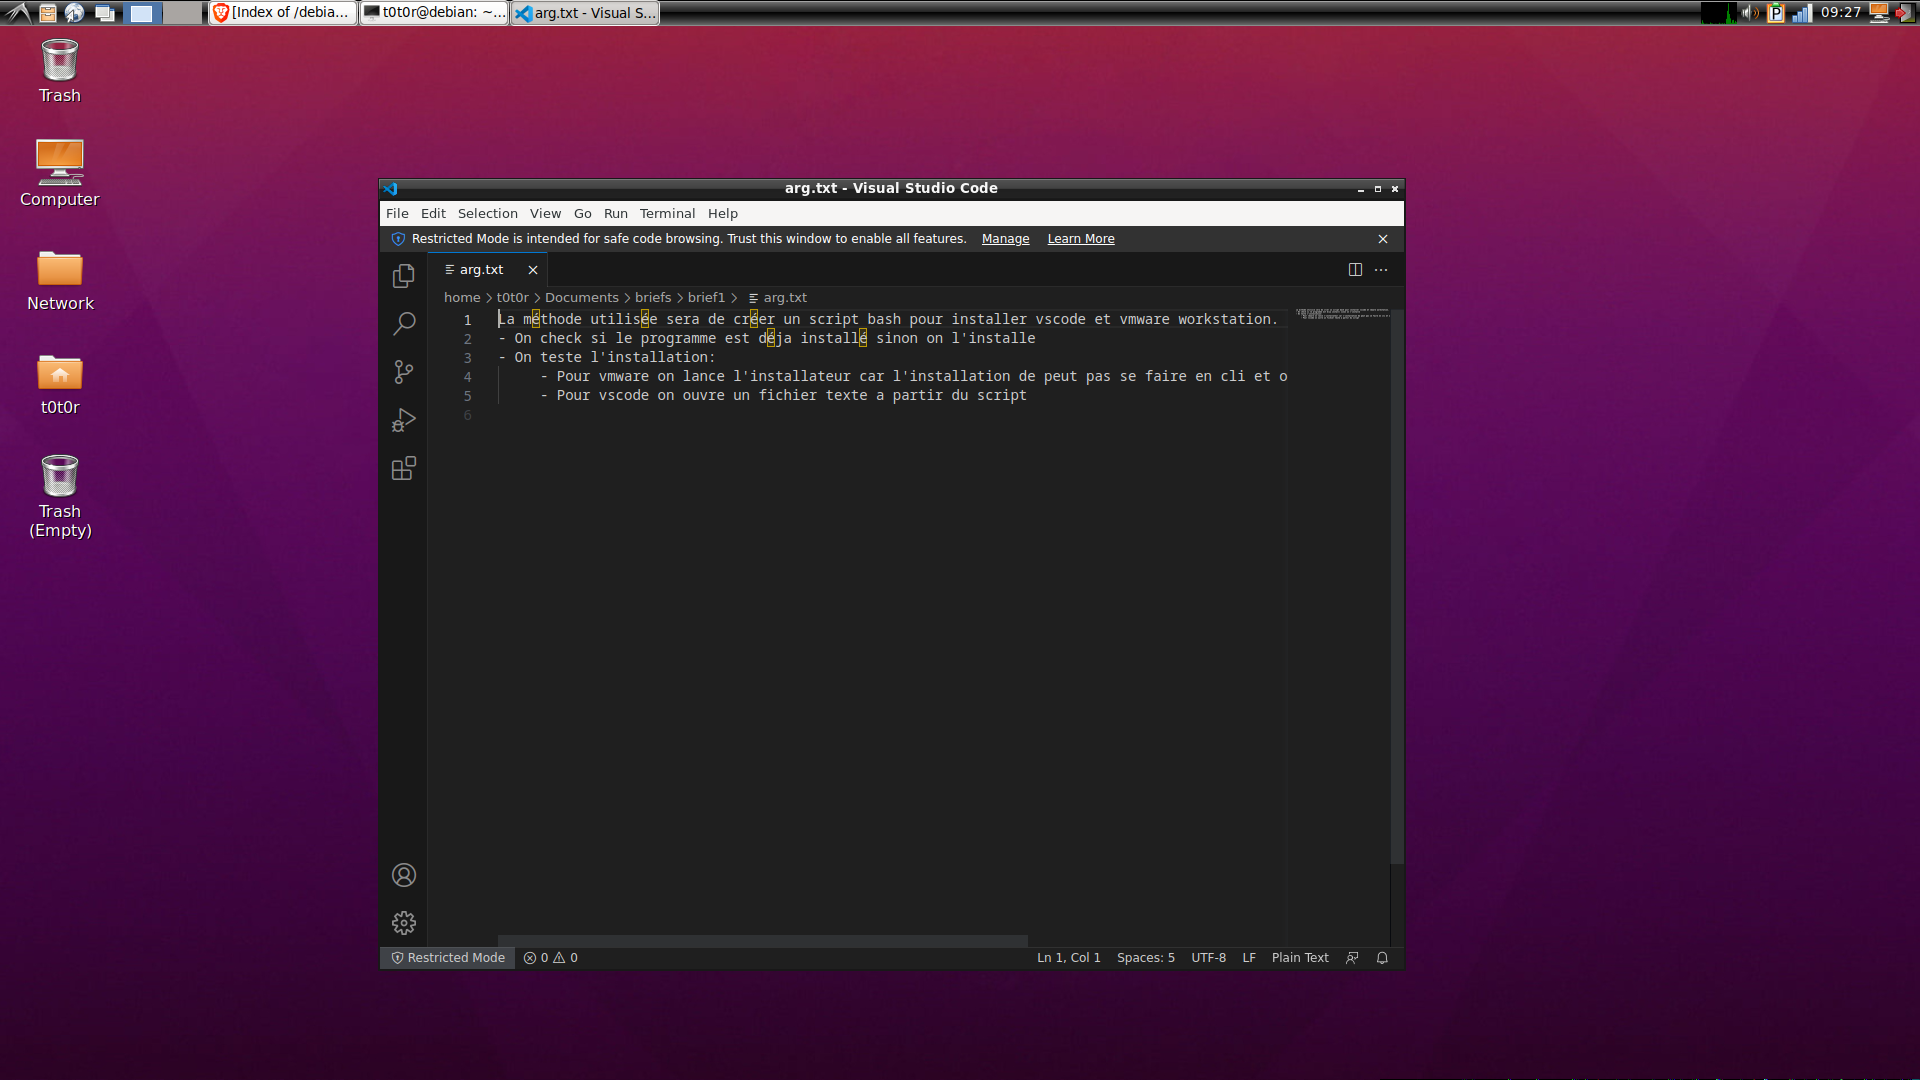 [Index of /debia...
t0t0r@debian: ~...
arg.txt - Visual S...
09:27
Trash
Computer
Network
t0t0r
Trash
(Empty)
arg.txt - Visual Studio Code
File Edit Selection View Go Run Terminal Help
Restricted Mode is intended for safe code browsing. Trust this window to enable all features. Manage Learn More
arg.txt
home > t0t0r > Documents > briefs > brief1 > arg.txt
1 La méthode utilisée sera de créer un script bash pour installer vscode et vmware workstation.
2 - On check si le programme est déja installé sinon on l'installe
3 - On teste l'installation:
4 - Pour vmware on lance l'installateur car l'installation de peut pas se faire en cli et o
5 - Pour vscode on ouvre un fichier texte a partir du script
6
Restricted Mode 0 0 Ln 1, Col 1 Spaces: 5 UTF-8 LF Plain Text